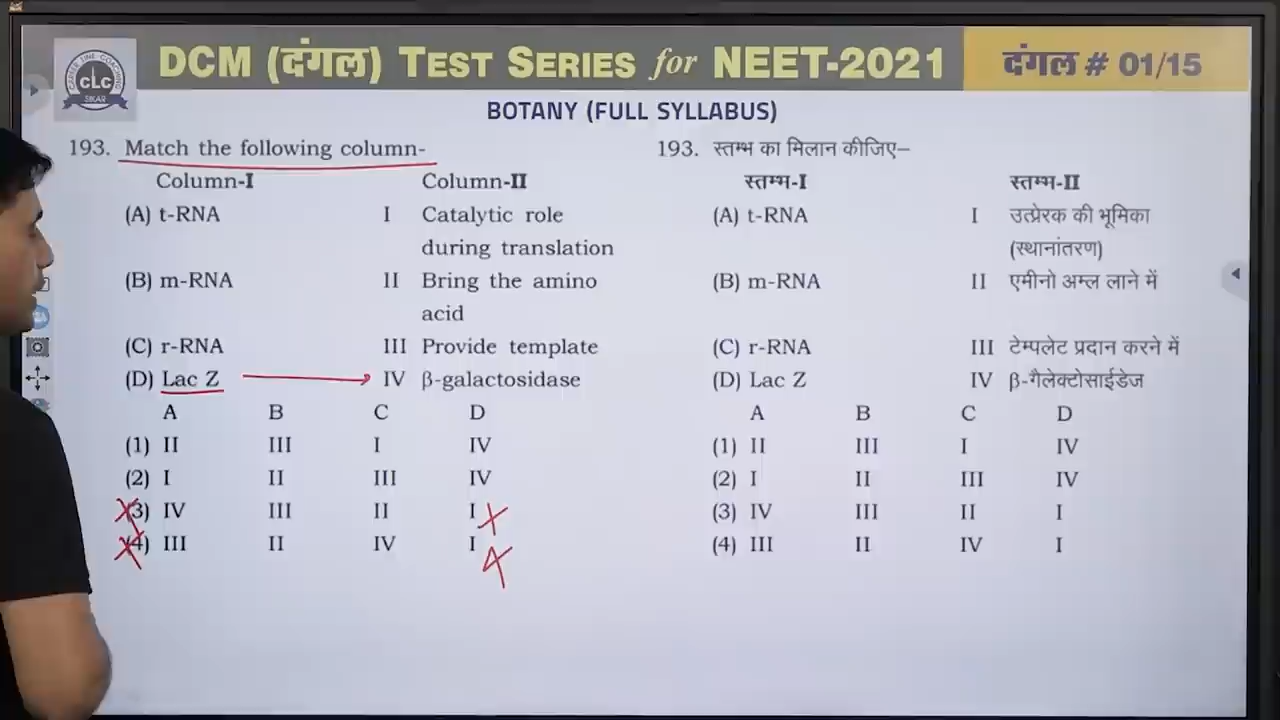 DCM (दंगल) TEST SERIES for NEET-2021
दंगल # 01/15
CLC
SIKAR
BOTANY (FULL SYLLABUS)
193. Match the following column-
Column-I Column-II
(A) t-RNA I Catalytic role
during translation
(B) m-RNA II Bring the amino
acid
(C) r-RNA III Provide template
(D) Lac Z IV β-galactosidase
A B C D
(1) II III I IV
(2) I II III IV
(3) IV III II I
(4) III II IV I
193. स्तम्भ का मिलान कीजिए–
स्तम्भ-I स्तम्भ-II
(A) t-RNA I उत्प्रेरक की भूमिका
(स्थानांतरण)
(B) m-RNA II एमीनो अम्ल लाने में
(C) r-RNA III टेम्पलेट प्रदान करने में
(D) Lac Z IV β-गैलेक्टोसाईडेज
A B C D
(1) II III I IV
(2) I II III IV
(3) IV III II I
(4) III II IV I